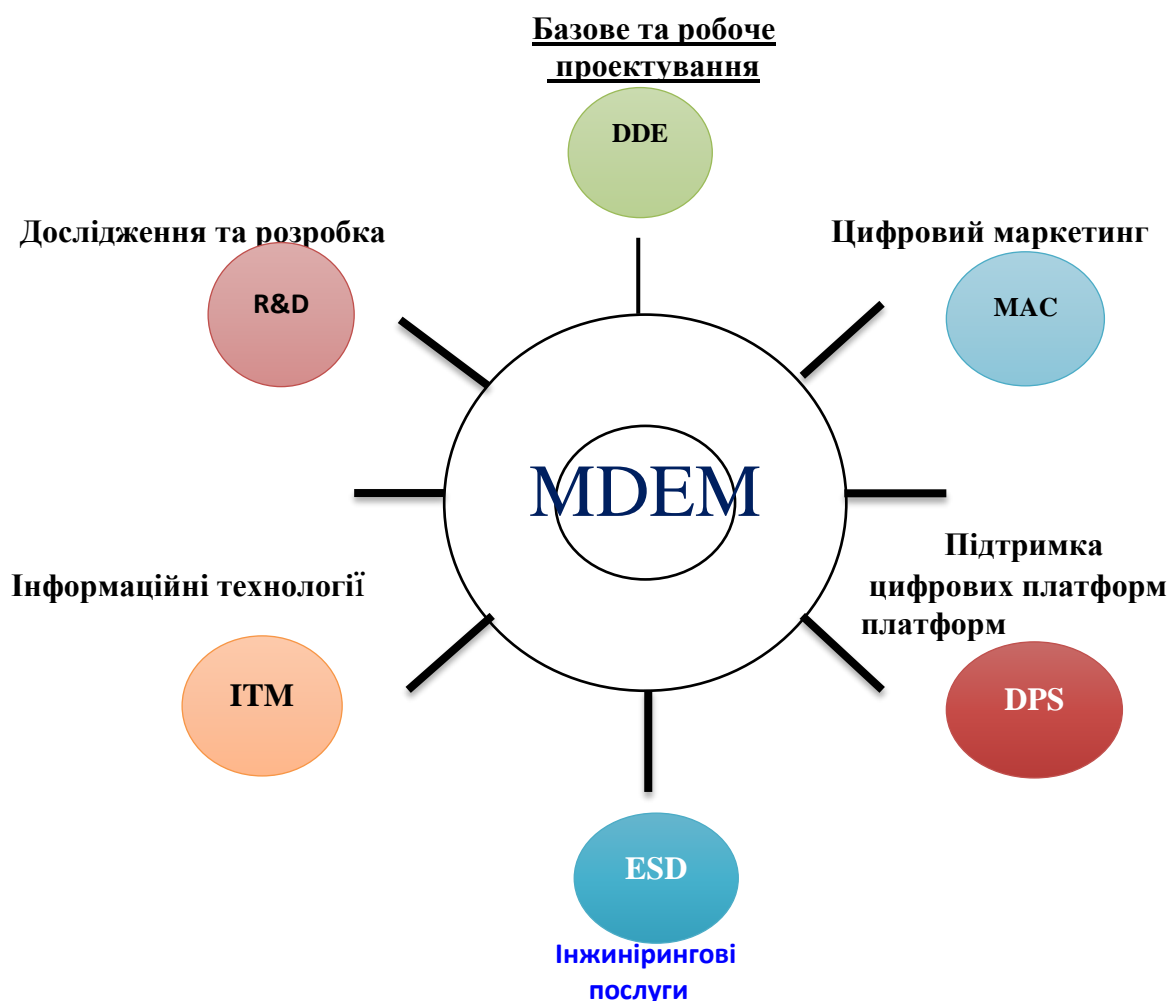 Базове та робоче
проектування
DDE
Дослідження та розробка
R&D
Цифровий маркетинг
MAC
MDEM
Підтримка
цифрових платформ
платформ
Інформаційні технології
ITM
DPS
ESD
Інжинірингові
послуги